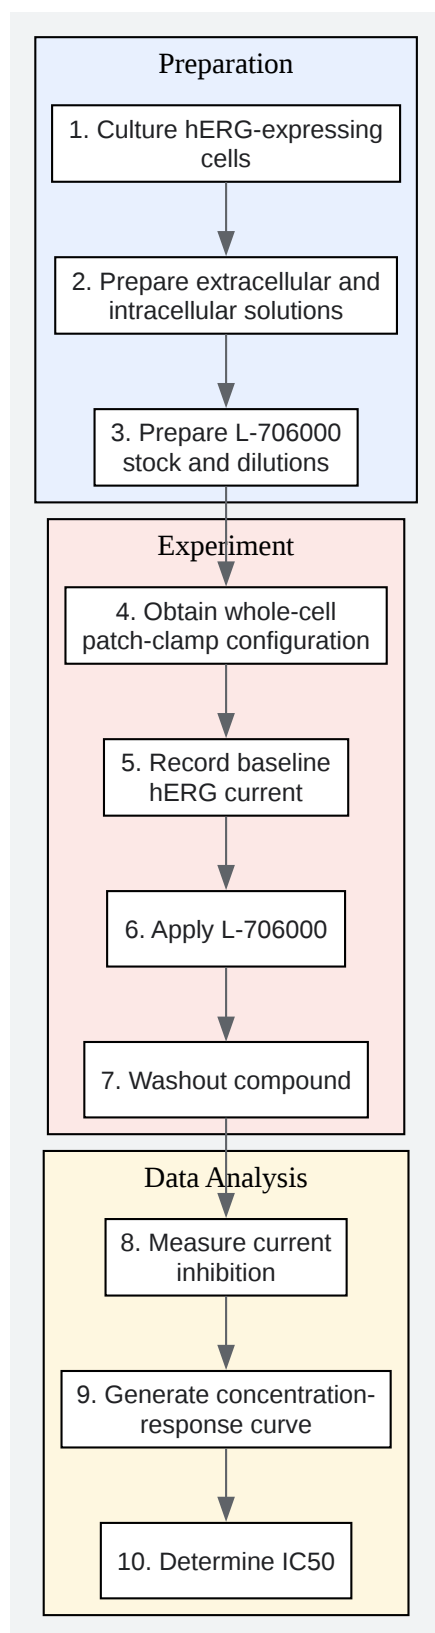 Preparation
1. Culture hERG-expressing
cells
2. Prepare extracellular and
intracellular solutions
3. Prepare L-706000
stock and dilutions
Experiment
4. Obtain whole-cell
patch-clamp configuration
5. Record baseline
hERG current
6. Apply L-706000
7. Washout compound
Data Analysis
8. Measure current
inhibition
9. Generate concentration-
response curve
10. Determine IC50